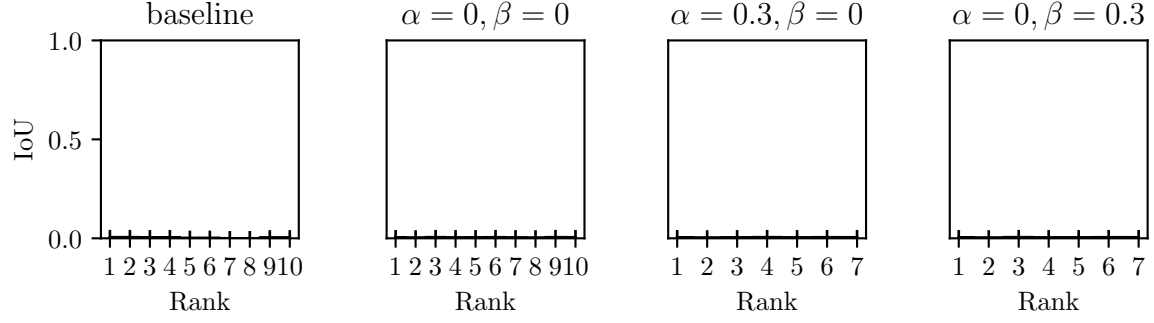 baseline
α = 0, β = 0
α = 0.3, β = 0
α = 0, β = 0.3
IoU
1.0
0.5
0.0
1 2 3 4 5 6 7 8 9 10
1 2 3 4 5 6 7 8 9 10
1 2 3 4 5 6 7
1 2 3 4 5 6 7
Rank
Rank
Rank
Rank